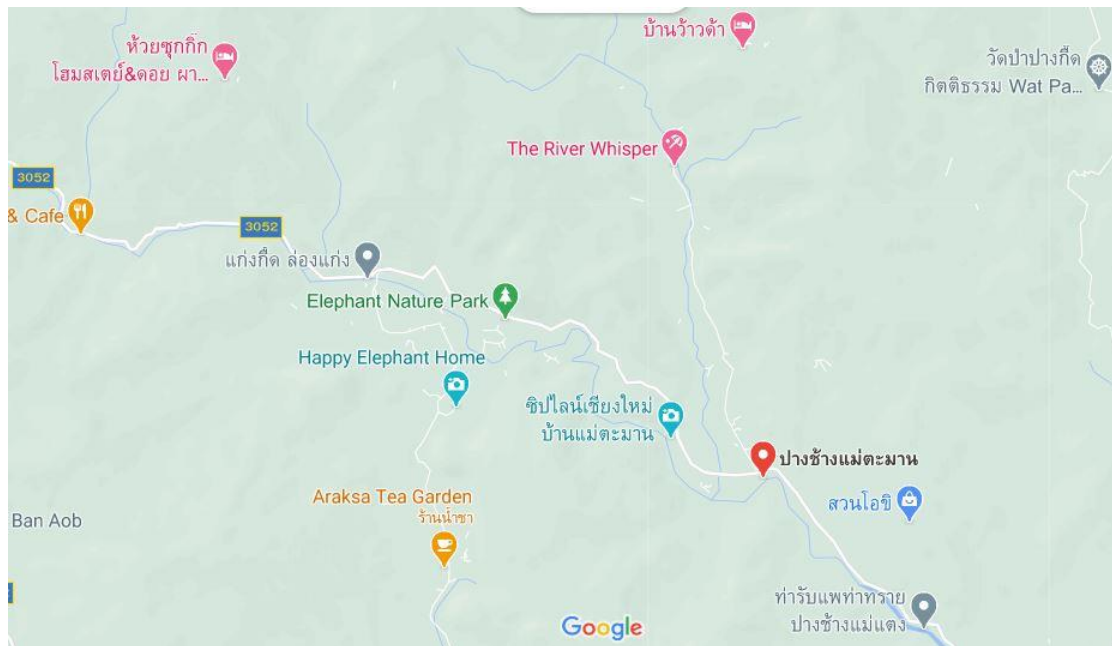 ห้วยซุกกิ๊ก
โฮมสเตย์&ดอย ผา...
บ้านว้าวด้า
วัดป่าปางกื้ด
กิตติธรรม Wat Pa...
The River Whisper
3052
& Cafe
3052
แก่งกื้ด ล่องแก่ง
Elephant Nature Park
Happy Elephant Home
ซิปไลน์เชียงใหม่
บ้านแม่ตะมาน
ปางช้างแม่ตะมาน
Araksa Tea Garden
ร้านน้ำชา
สวนโอขิ
Ban Aob
ท่ารับแพท่าทราย
ปางช้างแม่แตง
Google